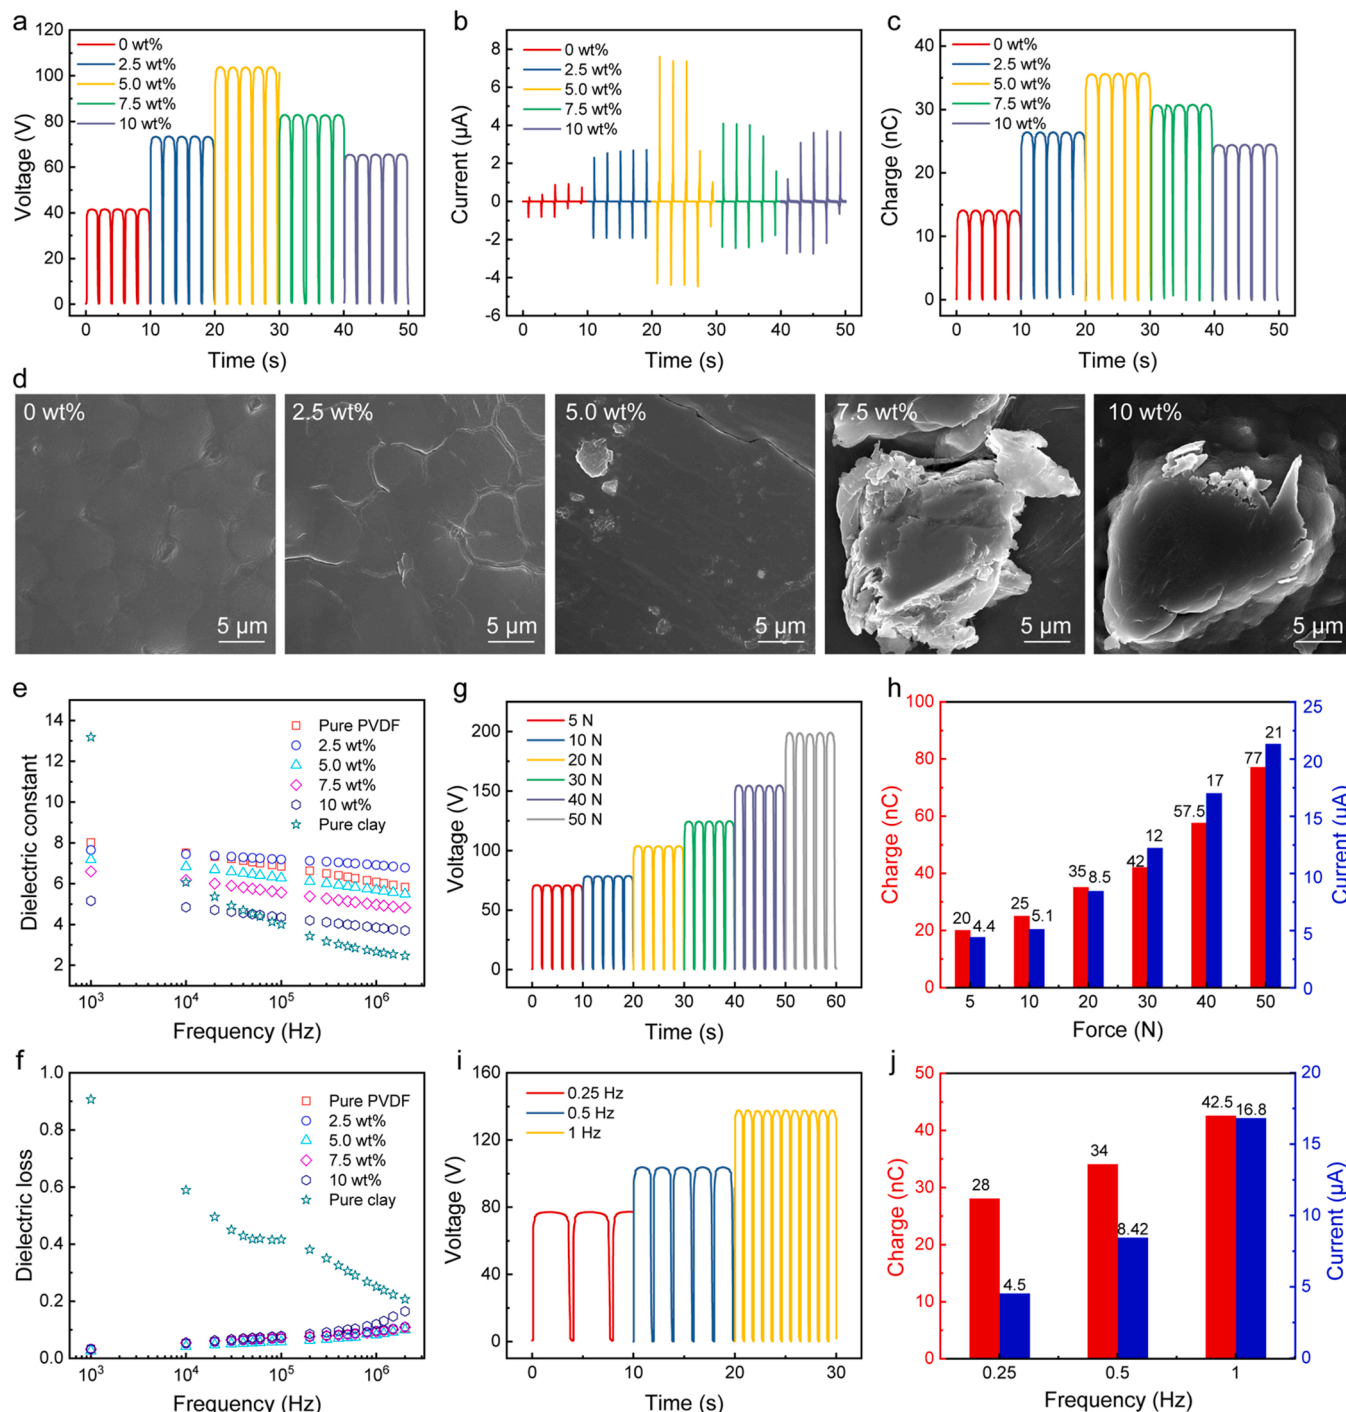 a
120
100
80
60
40
20
0
Voltage (V)
0 wt%
2.5 wt%
5.0 wt%
7.5 wt%
10 wt%
0 10 20 30 40 50
Time (s)
b
8
6
4
2
0
-2
-4
-6
Current (μA)
0 wt%
2.5 wt%
5.0 wt%
7.5 wt%
10 wt%
0 10 20 30 40 50
Time (s)
c
40
30
20
10
0
Charge (nC)
0 wt%
2.5 wt%
5.0 wt%
7.5 wt%
10 wt%
0 10 20 30 40 50
Time (s)
d
0 wt%
5 μm
2.5 wt%
5 μm
5.0 wt%
5 μm
7.5 wt%
5 μm
10 wt%
5 μm
e
14
12
10
8
6
4
2
Dielectric constant
Pure PVDF
2.5 wt%
5.0 wt%
7.5 wt%
10 wt%
Pure clay
10³ 10⁴ 10⁵ 10⁶
Frequency (Hz)
g
200
150
100
50
0
Voltage (V)
5 N
10 N
20 N
30 N
40 N
50 N
0 10 20 30 40 50 60
Time (s)
h
100
80
60
40
20
0
Charge (nC)
20 4.4
25 5.1
35 8.5
42 12
57.5 17
77 21
25
20
15
10
5
0
Current (μA)
5 10 20 30 40 50
Force (N)
f
1.0
0.8
0.6
0.4
0.2
0.0
Dielectric loss
Pure PVDF
2.5 wt%
5.0 wt%
7.5 wt%
10 wt%
Pure clay
10³ 10⁴ 10⁵ 10⁶
Frequency (Hz)
i
160
120
80
40
0
Voltage (V)
0.25 Hz
0.5 Hz
1 Hz
0 10 20 30
Time (s)
j
50
40
30
20
10
0
Charge (nC)
28 4.5
34 8.42
42.5 16.8
20
15
10
5
0
Current (μA)
0.25 0.5 1
Frequency (Hz)